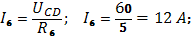 I₆ = U_CD / R₆ ; I₆ = 60 / 5 = 12 A;